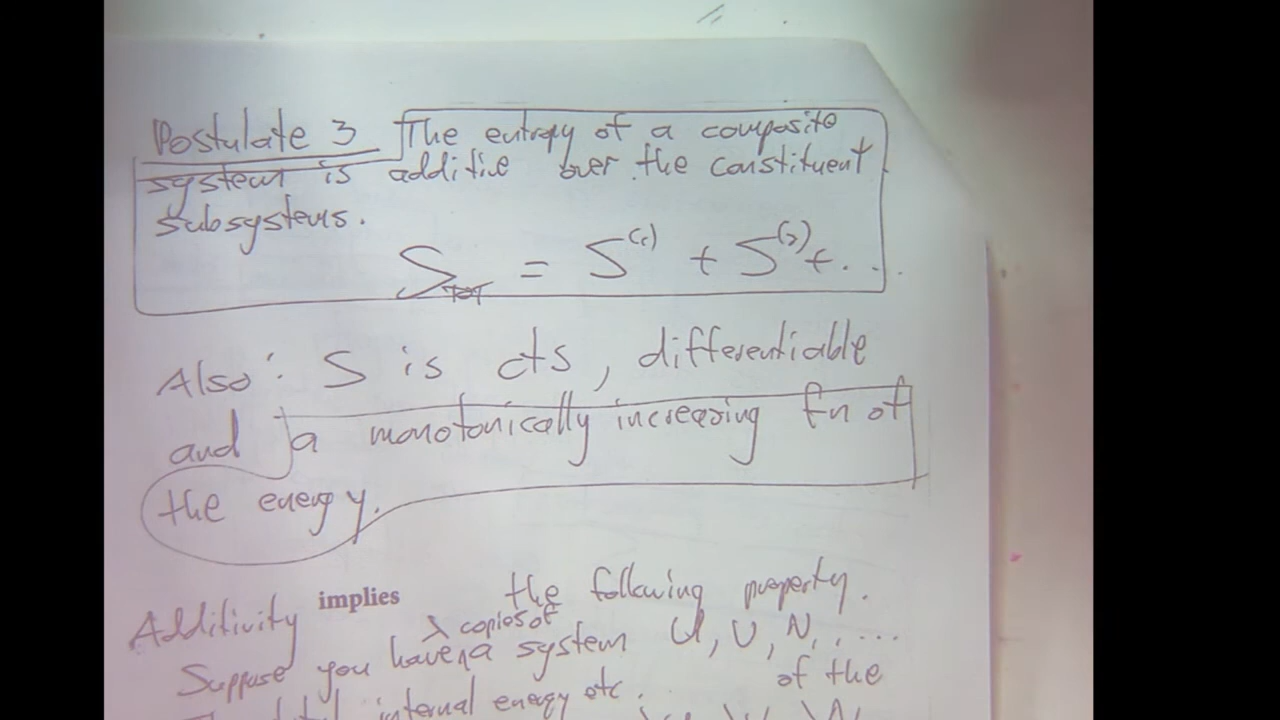 Postulate 3 The entropy of a composite
system is additive over the constituent
subsystems.
S_TOT = S^(1) + S^(2) + ...
Also: S is cts, differentiable
and a monotonically increasing fn of
the energy.
Additivity implies the following property.
Suppose you have λ copies of a system U, V, N, ....
internal energy etc. of the